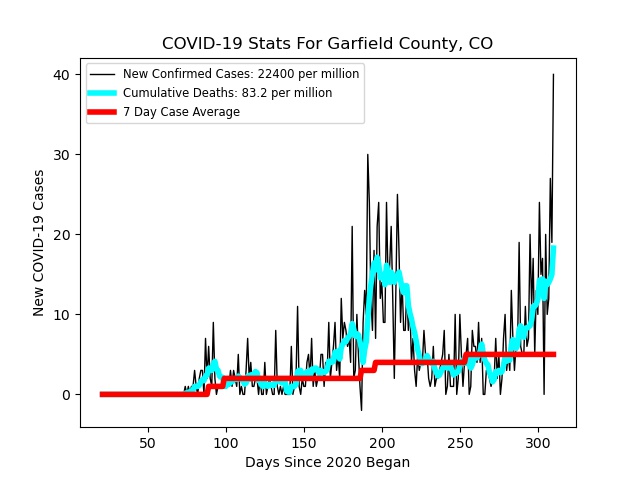 COVID-19 Stats For Garfield County, CO
New Confirmed Cases: 22400 per million
Cumulative Deaths: 83.2 per million
7 Day Case Average
40
30
20
10
0
New COVID-19 Cases
50 100 150 200 250 300
Days Since 2020 Began